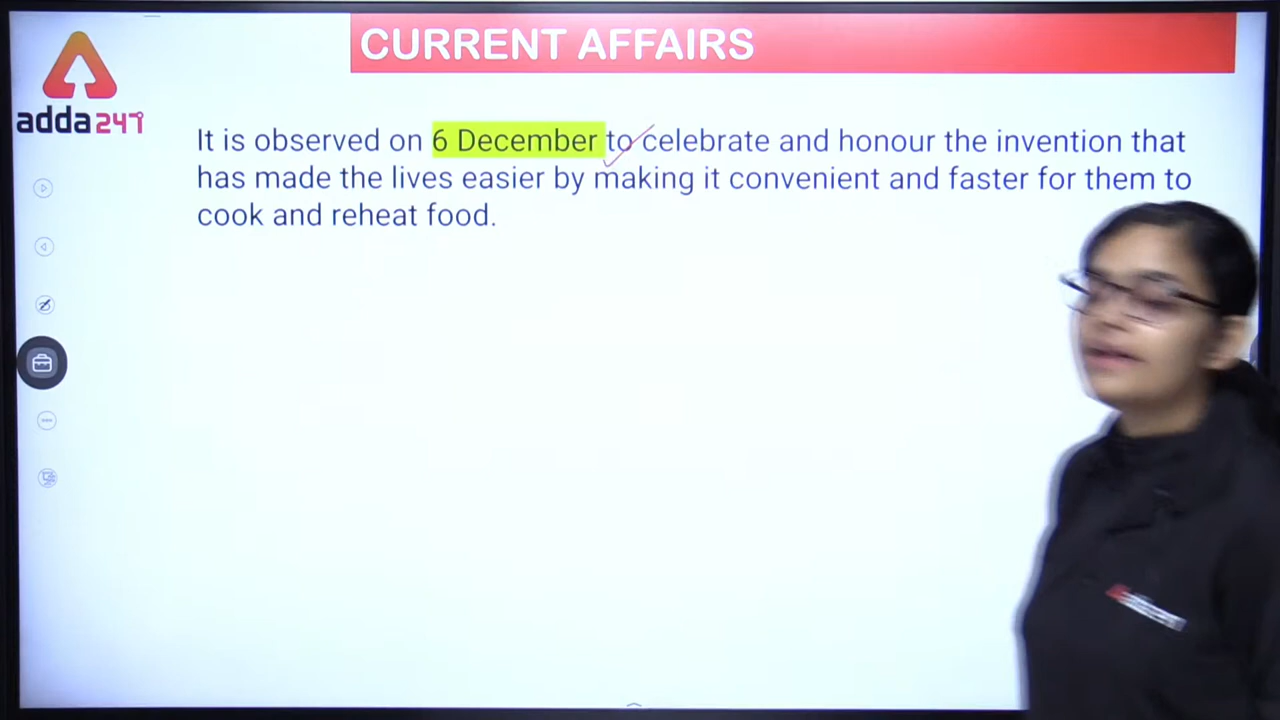 CURRENT AFFAIRS
adda247
It is observed on 6 December to celebrate and honour the invention that
has made the lives easier by making it convenient and faster for them to
cook and reheat food.